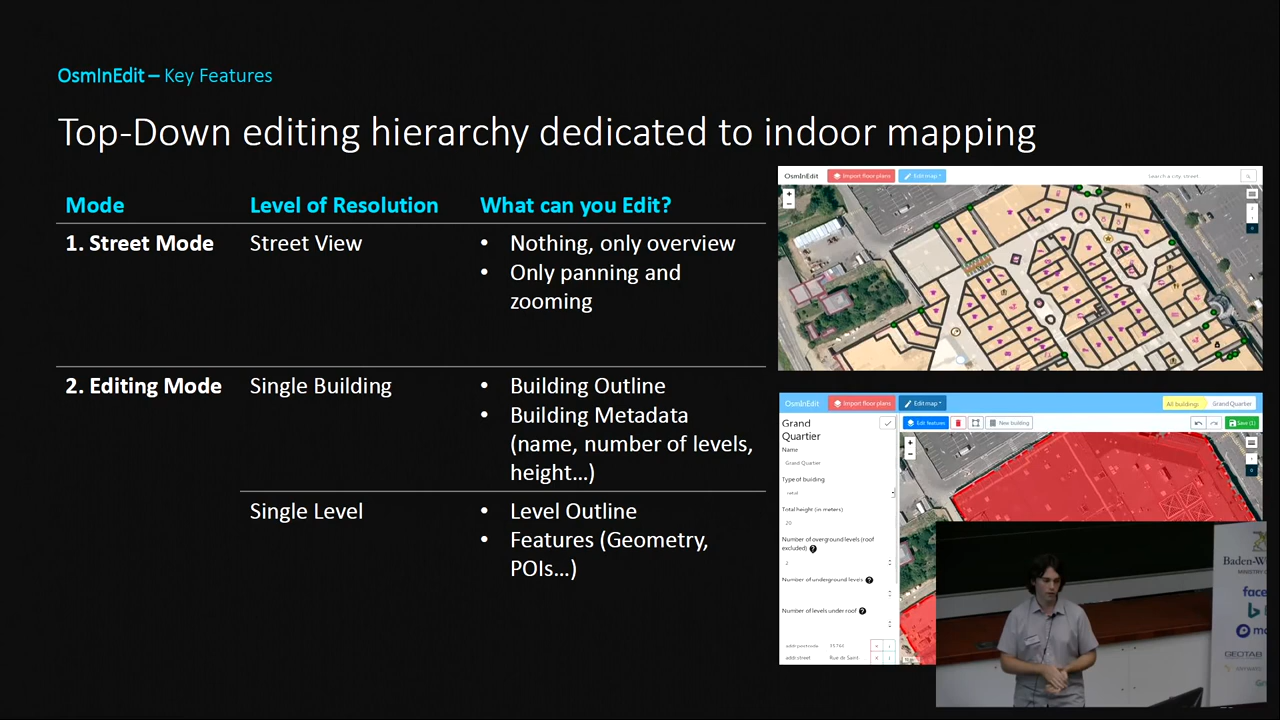 OsmInEdit – Key Features
Top-Down editing hierarchy dedicated to indoor mapping
Mode Level of Resolution What can you Edit?
1. Street Mode Street View • Nothing, only overview
• Only panning and
zooming
2. Editing Mode Single Building • Building Outline
• Building Metadata
(name, number of levels,
height…)
Single Level • Level Outline
• Features (Geometry,
POIs…)
OsmInEdit Import floor plans Edit map Search a city, street
OsmInEdit Import floor plans Edit map All buildings Grand Quartier
Grand
Quartier
Edit features New building Save (1)
Name
Grand Quartier
Type of building
retail
Total height (in meters)
20
Number of overground levels (roof
excluded)
2
Number of underground levels
Number of levels under roof
addr:postcode
addr:street Rue de Saint
Baden-W
MINISTRY
face
GEOTAB